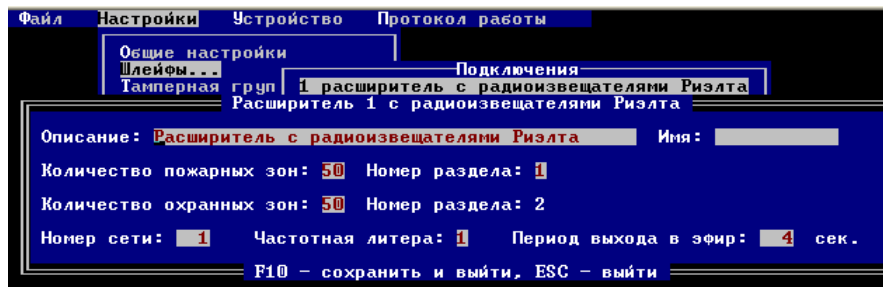 Файл Настройки Устройство Протокол работы
Общие настройки
Шлейфы...
Подключения
Тамперная груп 1 расширитель с радиоизвещателями Риэлта
Расширитель 1 с радиоизвещателями Риэлта
Описание: Расширитель с радиоизвещателями Риэлта Имя:
Количество пожарных зон: 50 Номер раздела: 1
Количество охранных зон: 50 Номер раздела: 2
Номер сети: 1 Частотная литера: 1 Период выхода в эфир: 4 сек.
F10 - сохранить и выйти, ESC - выйти